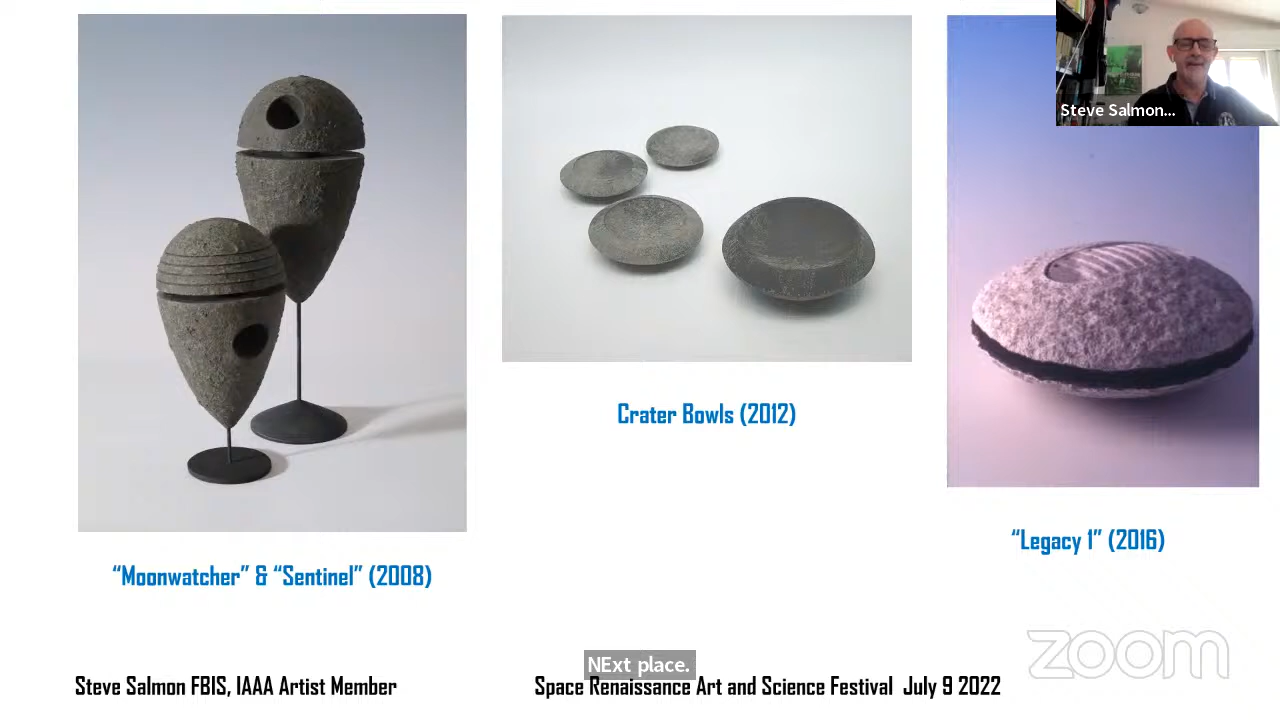 Steve Salmon...
Crater Bowls (2012)
“Legacy 1” (2016)
“Moonwatcher” & “Sentinel” (2008)
zoom
NExt place.
Steve Salmon FBIS, IAAA Artist Member
Space Renaissance Art and Science Festival July 9 2022